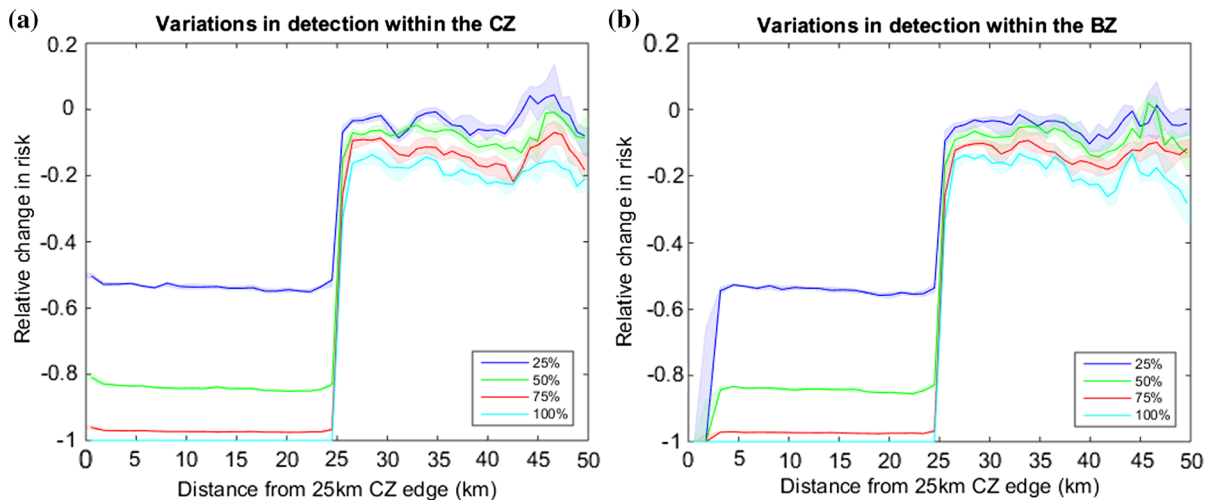 (a)
Variations in detection within the CZ
Relative change in risk
0.2
0
-0.2
-0.4
-0.6
-0.8
-1
0 5 10 15 20 25 30 35 40 45 50
Distance from 25km CZ edge (km)
25%
50%
75%
100%
(b)
Variations in detection within the BZ
Relative change in risk
0.2
0
-0.2
-0.4
-0.6
-0.8
-1
0 5 10 15 20 25 30 35 40 45 50
Distance from 25km CZ edge (km)
25%
50%
75%
100%